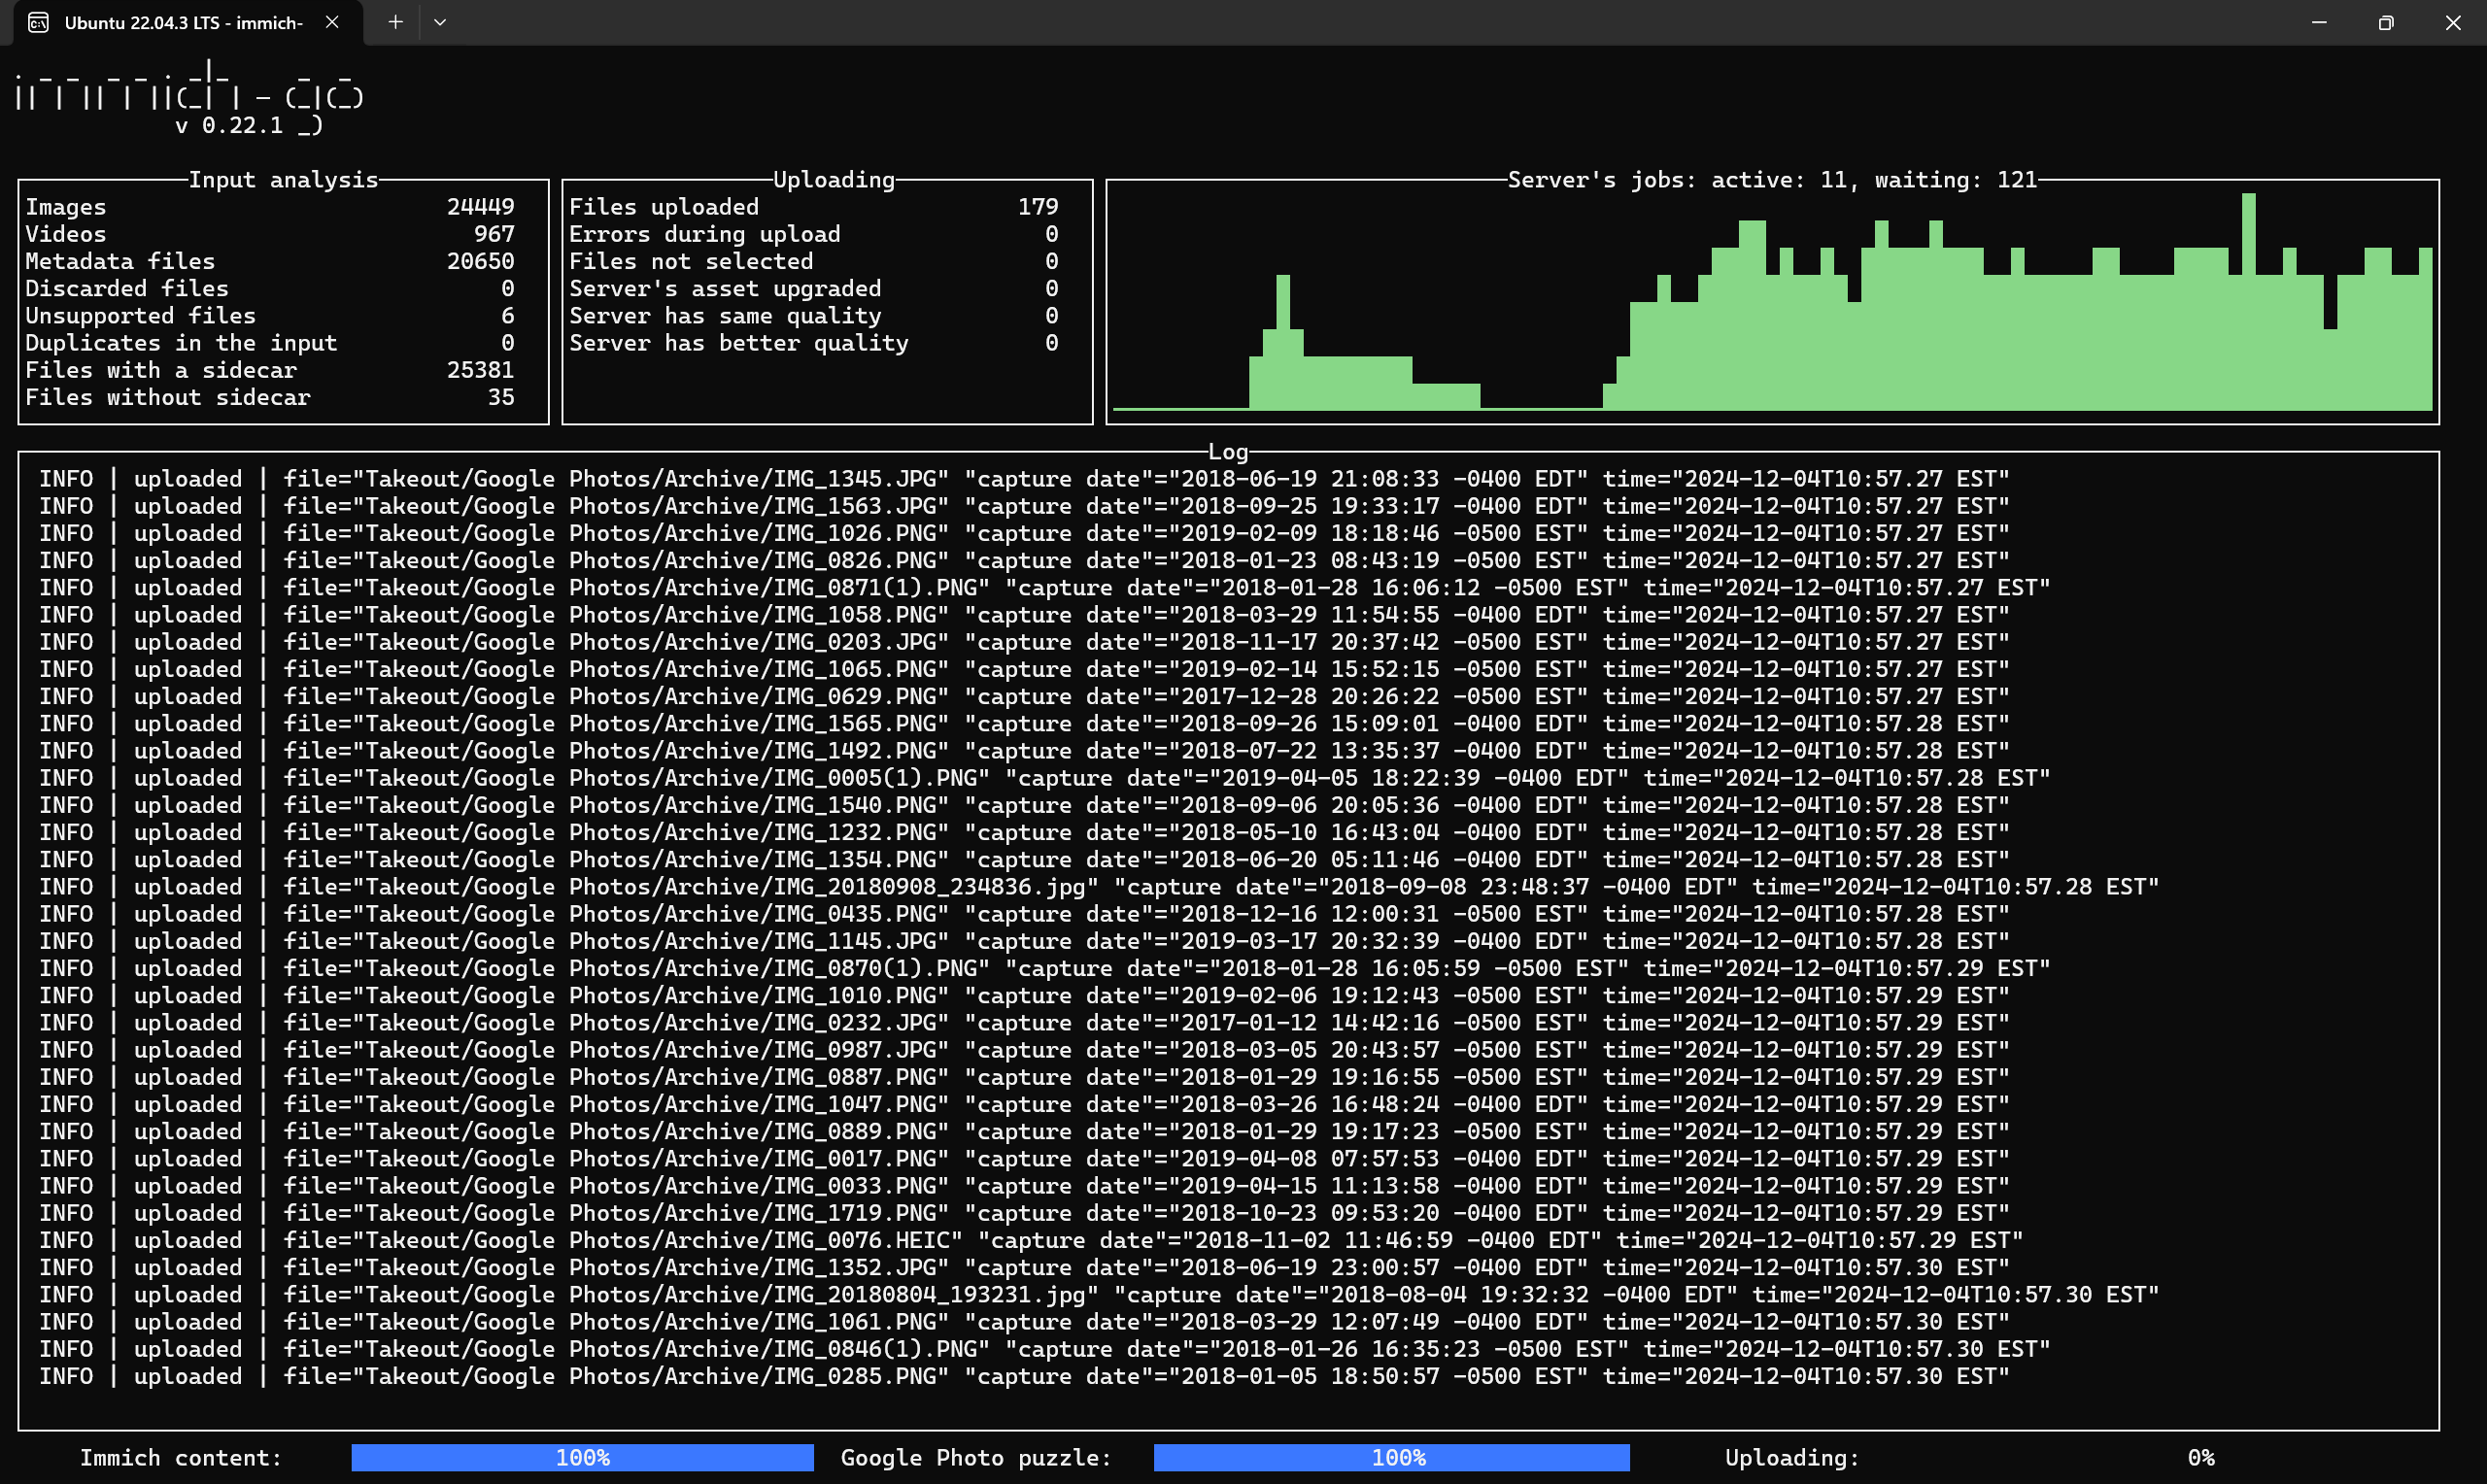 Ubuntu 22.04.3 LTS - immich-
v 0.22.1
Input analysis
Images 24449
Videos 967
Metadata files 20650
Discarded files 0
Unsupported files 6
Duplicates in the input 0
Files with a sidecar 25381
Files without sidecar 35
Uploading
Files uploaded 179
Errors during upload 0
Files not selected 0
Server's asset upgraded 0
Server has same quality 0
Server has better quality 0
Server's jobs: active: 11, waiting: 121
Log
INFO | uploaded | file="Takeout/Google Photos/Archive/IMG_1345.JPG" "capture date"="2018-06-19 21:08:33 -0400 EDT" time="2024-12-04T10:57.27 EST"
INFO | uploaded | file="Takeout/Google Photos/Archive/IMG_1563.JPG" "capture date"="2018-09-25 19:33:17 -0400 EDT" time="2024-12-04T10:57.27 EST"
INFO | uploaded | file="Takeout/Google Photos/Archive/IMG_1026.PNG" "capture date"="2019-02-09 18:18:46 -0500 EST" time="2024-12-04T10:57.27 EST"
INFO | uploaded | file="Takeout/Google Photos/Archive/IMG_0826.PNG" "capture date"="2018-01-23 08:43:19 -0500 EST" time="2024-12-04T10:57.27 EST"
INFO | uploaded | file="Takeout/Google Photos/Archive/IMG_0871(1).PNG" "capture date"="2018-01-28 16:06:12 -0500 EST" time="2024-12-04T10:57.27 EST"
INFO | uploaded | file="Takeout/Google Photos/Archive/IMG_1058.PNG" "capture date"="2018-03-29 11:54:55 -0400 EDT" time="2024-12-04T10:57.27 EST"
INFO | uploaded | file="Takeout/Google Photos/Archive/IMG_0203.JPG" "capture date"="2018-11-17 20:37:42 -0500 EST" time="2024-12-04T10:57.27 EST"
INFO | uploaded | file="Takeout/Google Photos/Archive/IMG_1065.PNG" "capture date"="2019-02-14 15:52:15 -0500 EST" time="2024-12-04T10:57.27 EST"
INFO | uploaded | file="Takeout/Google Photos/Archive/IMG_0629.PNG" "capture date"="2017-12-28 20:26:22 -0500 EST" time="2024-12-04T10:57.27 EST"
INFO | uploaded | file="Takeout/Google Photos/Archive/IMG_1565.PNG" "capture date"="2018-09-26 15:09:01 -0400 EDT" time="2024-12-04T10:57.28 EST"
INFO | uploaded | file="Takeout/Google Photos/Archive/IMG_1492.PNG" "capture date"="2018-07-22 13:35:37 -0400 EDT" time="2024-12-04T10:57.28 EST"
INFO | uploaded | file="Takeout/Google Photos/Archive/IMG_0005(1).PNG" "capture date"="2019-04-05 18:22:39 -0400 EDT" time="2024-12-04T10:57.28 EST"
INFO | uploaded | file="Takeout/Google Photos/Archive/IMG_1540.PNG" "capture date"="2018-09-06 20:05:36 -0400 EDT" time="2024-12-04T10:57.28 EST"
INFO | uploaded | file="Takeout/Google Photos/Archive/IMG_1232.PNG" "capture date"="2018-05-10 16:43:04 -0400 EDT" time="2024-12-04T10:57.28 EST"
INFO | uploaded | file="Takeout/Google Photos/Archive/IMG_1354.PNG" "capture date"="2018-06-20 05:11:46 -0400 EDT" time="2024-12-04T10:57.28 EST"
INFO | uploaded | file="Takeout/Google Photos/Archive/IMG_20180908_234836.jpg" "capture date"="2018-09-08 23:48:37 -0400 EDT" time="2024-12-04T10:57.28 EST"
INFO | uploaded | file="Takeout/Google Photos/Archive/IMG_0435.PNG" "capture date"="2018-12-16 12:00:31 -0500 EST" time="2024-12-04T10:57.28 EST"
INFO | uploaded | file="Takeout/Google Photos/Archive/IMG_1145.JPG" "capture date"="2019-03-17 20:32:39 -0400 EDT" time="2024-12-04T10:57.28 EST"
INFO | uploaded | file="Takeout/Google Photos/Archive/IMG_0870(1).PNG" "capture date"="2018-01-28 16:05:59 -0500 EST" time="2024-12-04T10:57.29 EST"
INFO | uploaded | file="Takeout/Google Photos/Archive/IMG_1010.PNG" "capture date"="2019-02-06 19:12:43 -0500 EST" time="2024-12-04T10:57.29 EST"
INFO | uploaded | file="Takeout/Google Photos/Archive/IMG_0232.JPG" "capture date"="2017-01-12 14:42:16 -0500 EST" time="2024-12-04T10:57.29 EST"
INFO | uploaded | file="Takeout/Google Photos/Archive/IMG_0987.JPG" "capture date"="2018-03-05 20:43:57 -0500 EST" time="2024-12-04T10:57.29 EST"
INFO | uploaded | file="Takeout/Google Photos/Archive/IMG_0887.PNG" "capture date"="2018-01-29 19:16:55 -0500 EST" time="2024-12-04T10:57.29 EST"
INFO | uploaded | file="Takeout/Google Photos/Archive/IMG_1047.PNG" "capture date"="2018-03-26 16:48:24 -0400 EDT" time="2024-12-04T10:57.29 EST"
INFO | uploaded | file="Takeout/Google Photos/Archive/IMG_0889.PNG" "capture date"="2018-01-29 19:17:23 -0500 EST" time="2024-12-04T10:57.29 EST"
INFO | uploaded | file="Takeout/Google Photos/Archive/IMG_0017.PNG" "capture date"="2019-04-08 07:57:53 -0400 EDT" time="2024-12-04T10:57.29 EST"
INFO | uploaded | file="Takeout/Google Photos/Archive/IMG_0033.PNG" "capture date"="2019-04-15 11:13:58 -0400 EDT" time="2024-12-04T10:57.29 EST"
INFO | uploaded | file="Takeout/Google Photos/Archive/IMG_1719.PNG" "capture date"="2018-10-23 09:53:20 -0400 EDT" time="2024-12-04T10:57.29 EST"
INFO | uploaded | file="Takeout/Google Photos/Archive/IMG_0076.HEIC" "capture date"="2018-11-02 11:46:59 -0400 EDT" time="2024-12-04T10:57.29 EST"
INFO | uploaded | file="Takeout/Google Photos/Archive/IMG_1352.JPG" "capture date"="2018-06-19 23:00:57 -0400 EDT" time="2024-12-04T10:57.30 EST"
INFO | uploaded | file="Takeout/Google Photos/Archive/IMG_20180804_193231.jpg" "capture date"="2018-08-04 19:32:32 -0400 EDT" time="2024-12-04T10:57.30 EST"
INFO | uploaded | file="Takeout/Google Photos/Archive/IMG_1061.PNG" "capture date"="2018-03-29 12:07:49 -0400 EDT" time="2024-12-04T10:57.30 EST"
INFO | uploaded | file="Takeout/Google Photos/Archive/IMG_0846(1).PNG" "capture date"="2018-01-26 16:35:23 -0500 EST" time="2024-12-04T10:57.30 EST"
INFO | uploaded | file="Takeout/Google Photos/Archive/IMG_0285.PNG" "capture date"="2018-01-05 18:50:57 -0500 EST" time="2024-12-04T10:57.30 EST"
Immich content: 100% Google Photo puzzle: 100% Uploading: 0%